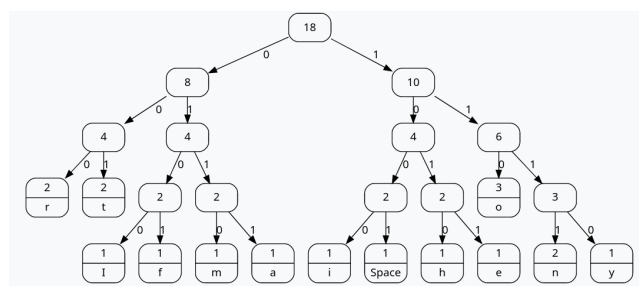 18
0 1
8 10
0 1 0 1
4 4 4 6
0 1 0 1 0 1 0 1
2 2 2 2 2 2 3 3
r t o
0 1 0 1 0 1 0 1 1 0
1 1 1 1 1 1 1 1 2 1
I f m a i Space h e n y